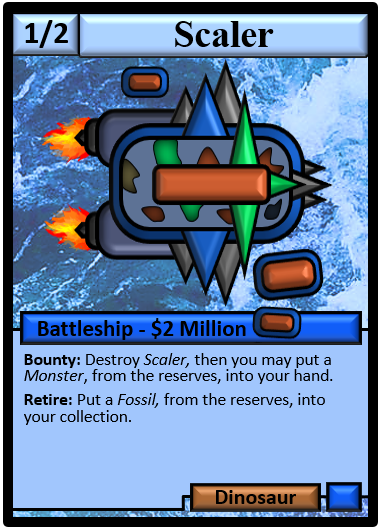 1/2 Scaler
Battleship - $2 Million
Bounty: Destroy Scaler, then you may put a
Monster, from the reserves, into your hand.
Retire: Put a Fossil, from the reserves, into
your collection.
Dinosaur